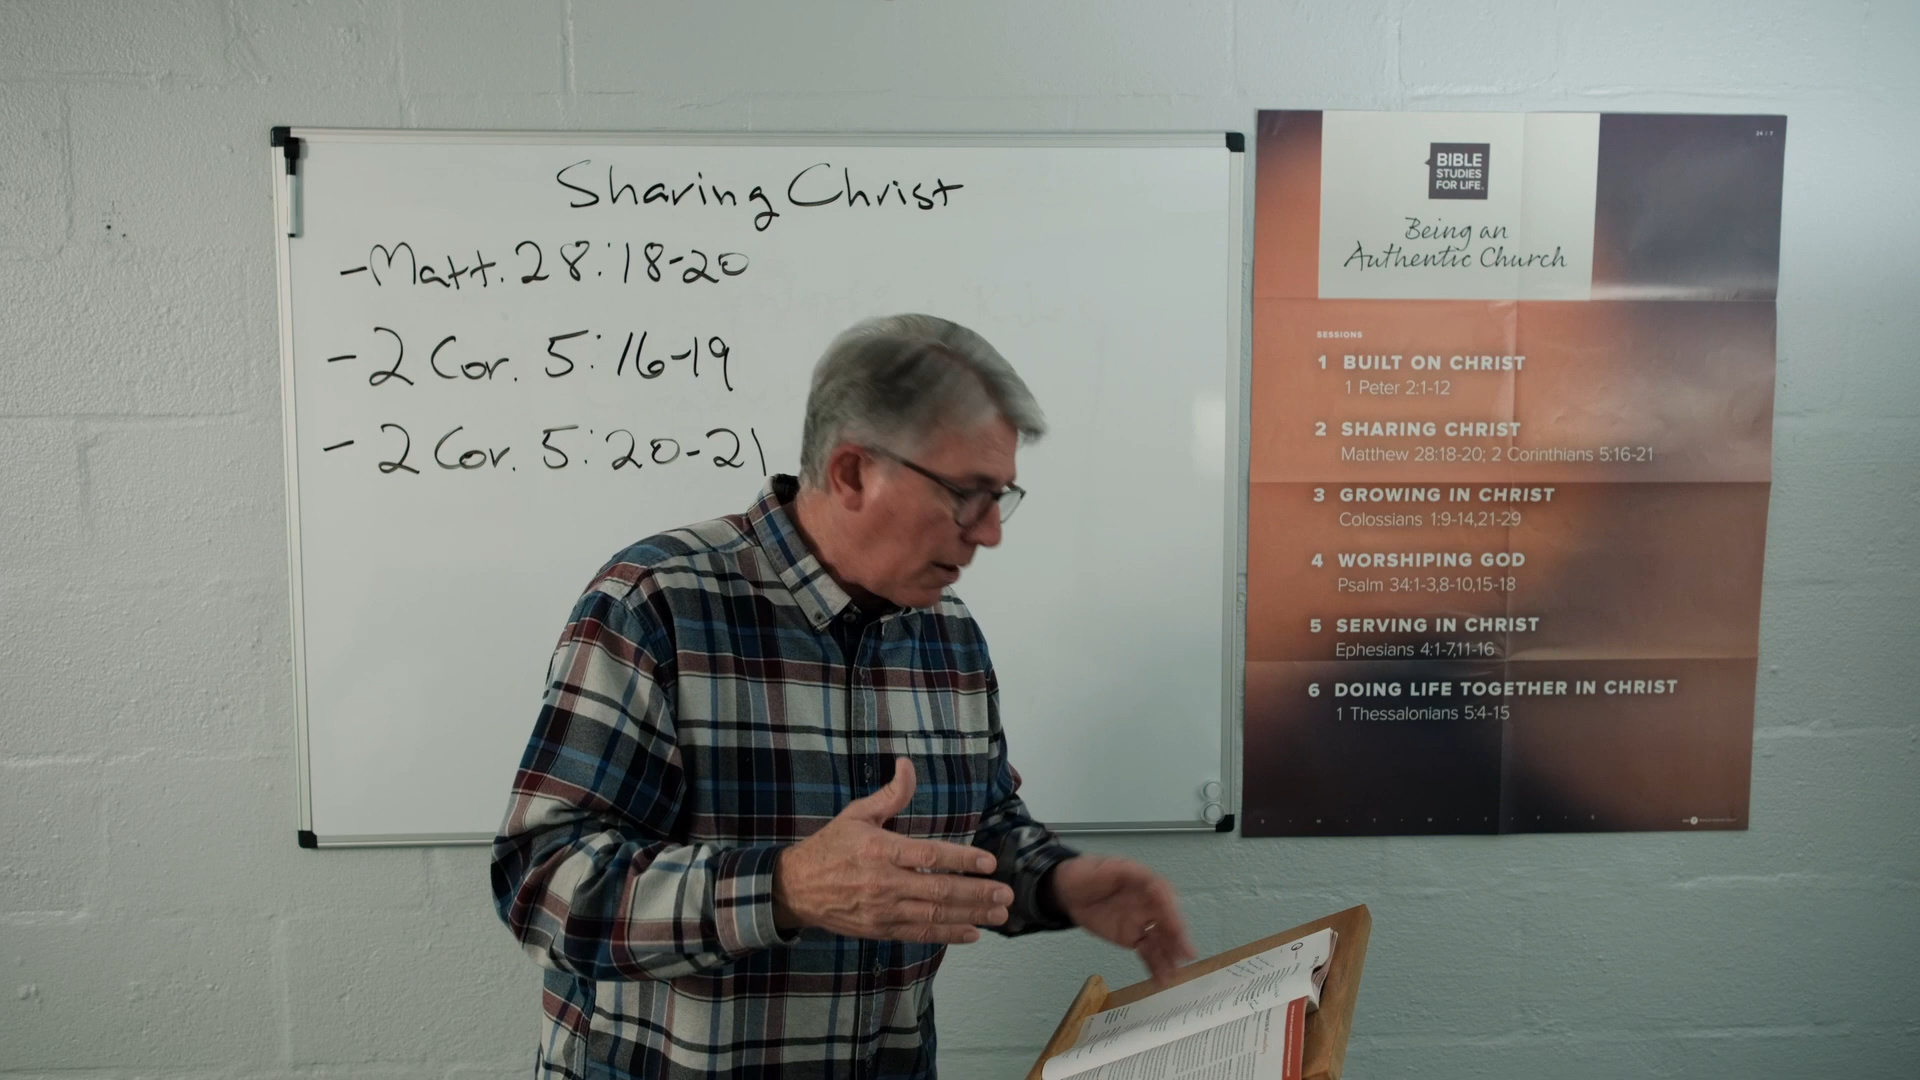 Sharing Christ
-Matt. 28:18-20
-2 Cor. 5:16-19
-2 Cor. 5:20-21
BIBLE
STUDIES
FOR LIFE.
Being an
Authentic Church
SESSIONS
1 BUILT ON CHRIST
1 Peter 2:1-12
2 SHARING CHRIST
Matthew 28:18-20; 2 Corinthians 5:16-21
3 GROWING IN CHRIST
Colossians 1:9-14,21-29
4 WORSHIPING GOD
Psalm 34:1-3,8-10,15-18
5 SERVING IN CHRIST
Ephesians 4:1-7,11-16
6 DOING LIFE TOGETHER IN CHRIST
1 Thessalonians 5:4-15